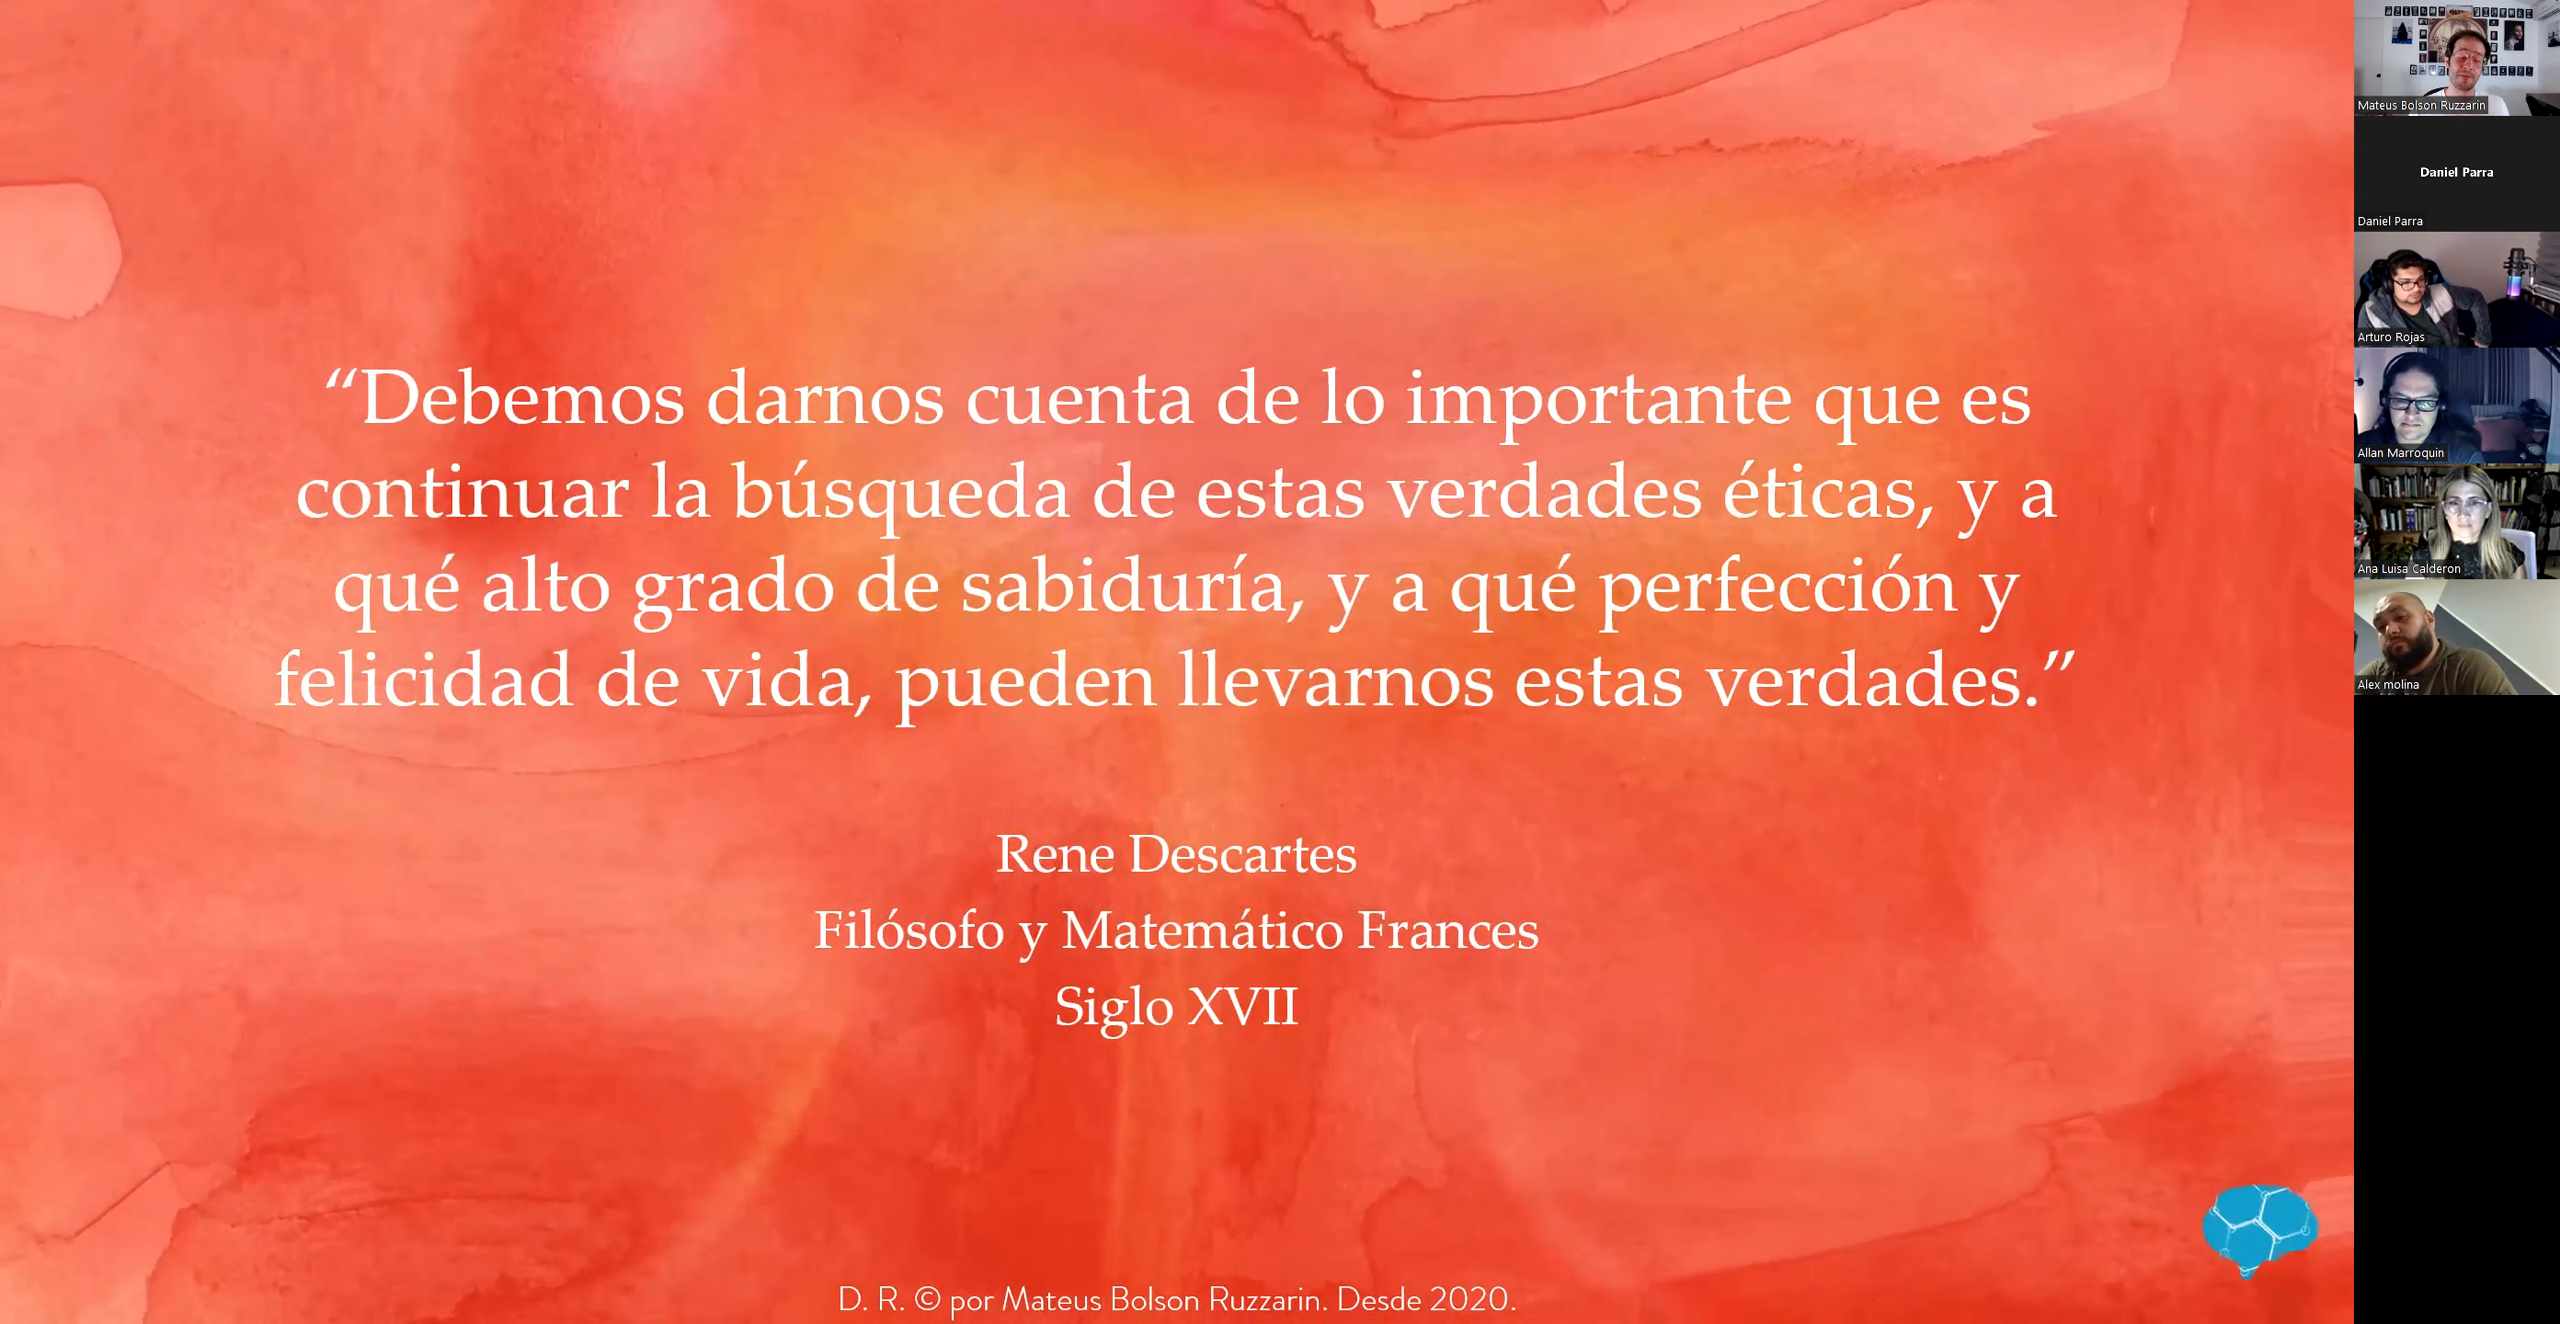 “Debemos darnos cuenta de lo importante que es
continuar la búsqueda de estas verdades éticas, y a
qué alto grado de sabiduría, y a qué perfección y
felicidad de vida, pueden llevarnos estas verdades.”
Rene Descartes
Filósofo y Matemático Frances
Siglo XVII
D. R. © por Mateus Bolson Ruzzarin. Desde 2020.
Mateus Bolson Ruzzarin
Daniel Parra
Daniel Parra
Arturo Rojas
Allan Marroquin
Ana Luisa Calderon
Alex molina